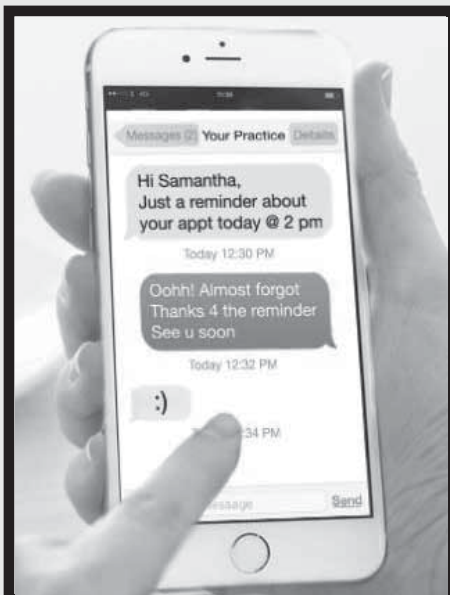 Messages (2) Your Practice Details
Hi Samantha,
Just a reminder about
your appt today @ 2 pm
Today 12:30 PM
Oohh! Almost forgot
Thanks 4 the reminder
See u soon
Today 12:32 PM
:)
:34 PM
Send